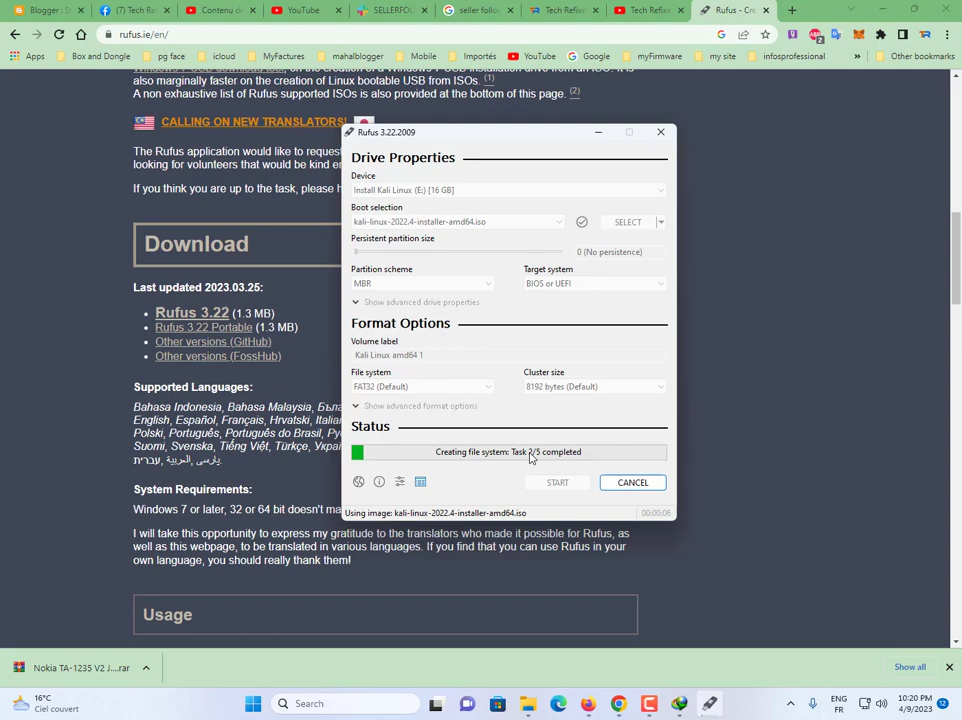 Blogger : S
(7) Tech Re
Contenu d
YouTube
SELLERFOL
seller follo
Tech Refixe
Tech Refixe
Rufus - Cre
rufus.ie/en/
Apps
Box and Dongle
pg face
icloud
MyFactures
mahalblogger
Mobile
Importés
YouTube
Google
myFirmware
my site
infosprofessional
Other bookmarks
also marginally faster on the creation of Linux bootable USB from an ISO. (1)
A non exhaustive list of Rufus supported ISOs is also provided at the bottom of this page. (2)
CALLING ON NEW TRANSLATORS!
The Rufus application would like to reques
looking for volunteers that would be kind e
If you think you are up to the task, please h
Download
Last updated 2023.03.25:
Rufus 3.22 (1.3 MB)
Rufus 3.22 Portable (1.3 MB)
Other versions (GitHub)
Other versions (FossHub)
Supported Languages:
Bahasa Indonesia, Bahasa Malaysia, Бълг
English, Español, Français, Hrvatski, Italian
Polski, Português, Português do Brasil,
Suomi, Svenska, Tiếng Việt, Türkçe, Укра
עברית, العربية, پارسی.
System Requirements:
Windows 7 or later, 32 or 64 bit doesn't ma
I will take this opportunity to express my gratitude to the translators who made it possible for Rufus, as
well as this webpage, to be translated in various languages. If you find that you can use Rufus in your
own language, you should really thank them!
Usage
Rufus 3.22.2009
Drive Properties
Device
Install Kali Linux (E:) [16 GB]
Boot selection
kali-linux-2022.4-installer-amd64.iso
SELECT
Persistent partition size
0 (No persistence)
Partition scheme
Target system
MBR
BIOS or UEFI
Show advanced drive properties
Format Options
Volume label
Kali Linux amd64 1
File system
Cluster size
FAT32 (Default)
8192 bytes (Default)
Show advanced format options
Status
Creating file system: Task 2/5 completed
START
CANCEL
Using image: kali-linux-2022.4-installer-amd64.iso
00:00:06
Nokia TA-1235 V2 J....rar
Show all
16°C
Ciel couvert
Search
ENG
FR
10:20 PM
4/9/2023
12